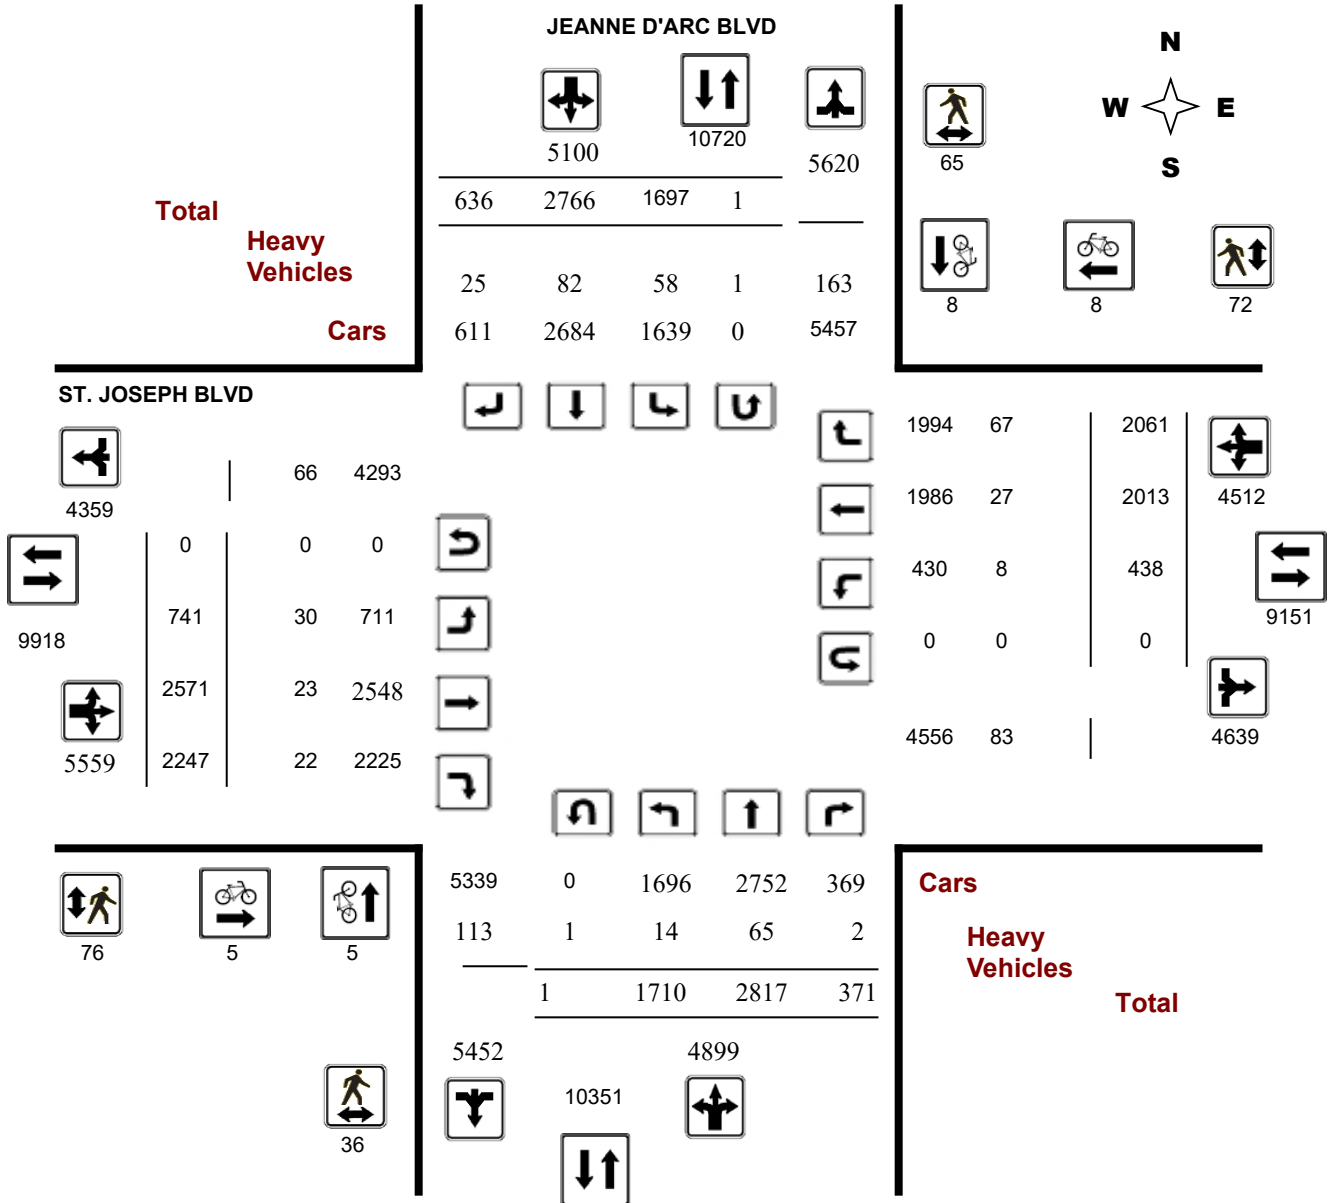 JEANNE D'ARC BLVD
N
W E
S
5100 10720 5620 65
636 2766 1697 1
Total
Heavy
Vehicles
25 82 58 1 163
8 8 72
Cars 611 2684 1639 0 5457
ST. JOSEPH BLVD
1994 67 2061
66 4293
4359
1986 27 2013 4512
0 0 0
430 8 438
741 30 711
9151
9918
0 0 0
2571 23 2548
4556 83 4639
5559 2247 22 2225
5339 0 1696 2752 369 Cars
113 1 14 65 2 Heavy
Vehicles
76 5 5
1 1710 2817 371 Total
5452 4899
10351
36